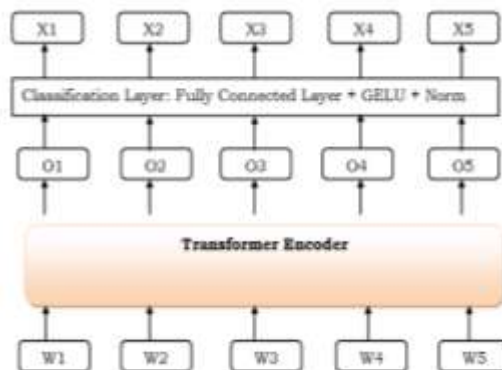 X1 X2 X3 X4 X5
Classification Layer: Fully Connected Layer + GELU + Norm
O1 O2 O3 O4 O5
Transformer Encoder
W1 W2 W3 W4 W5